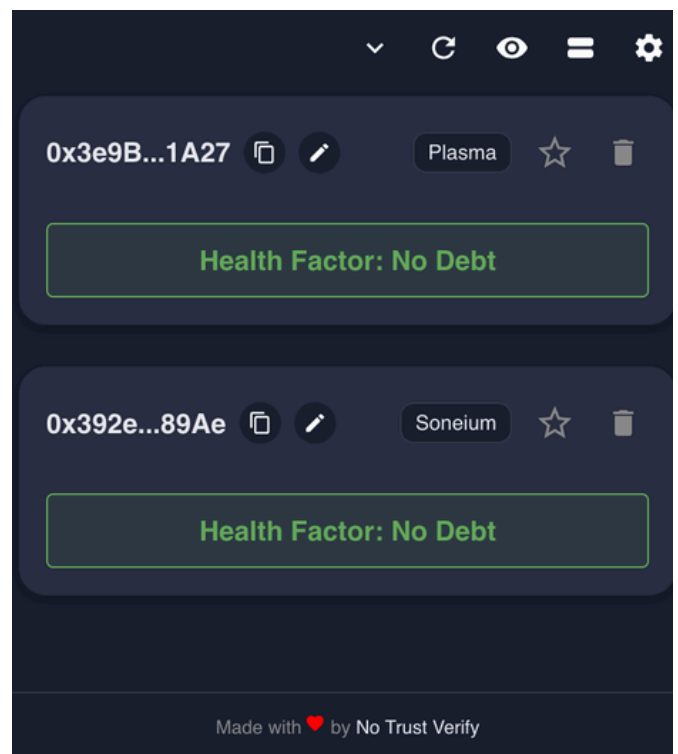 0x3e9B...1A27 Plasma
Health Factor: No Debt
0x392e...89Ae Soneium
Health Factor: No Debt
Made with ❤ by No Trust Verify